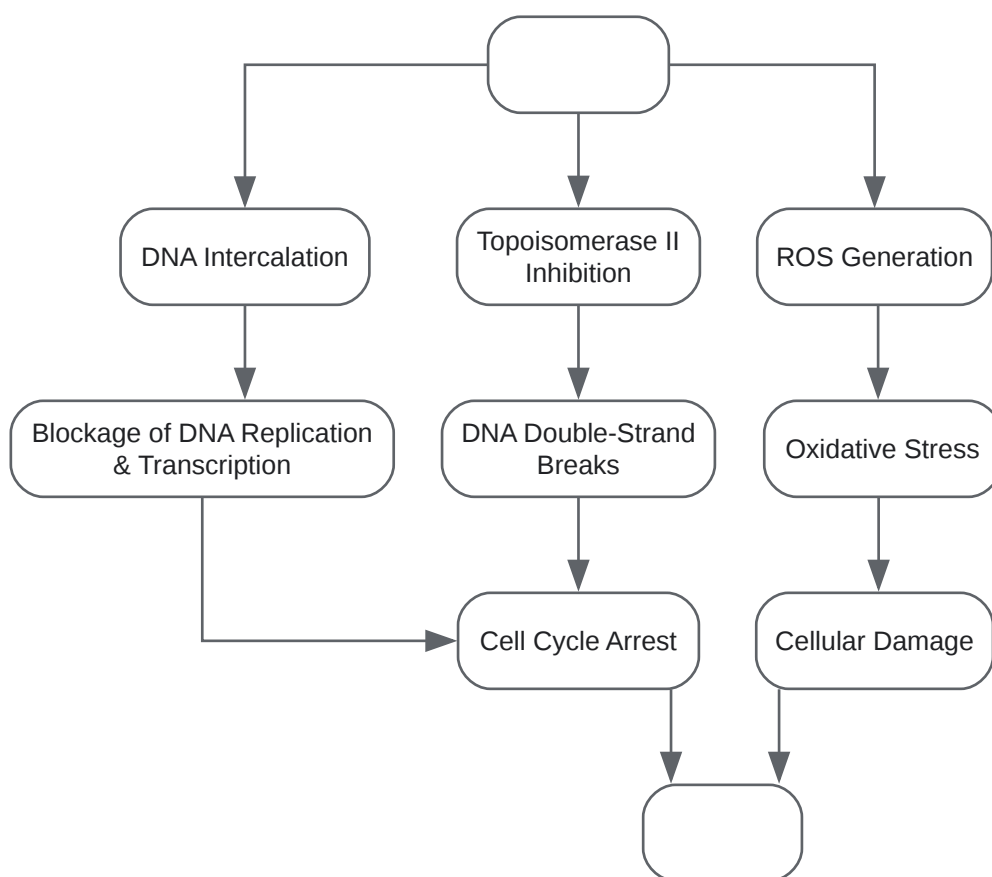 DNA Intercalation
Topoisomerase II
Inhibition
ROS Generation
Blockage of DNA Replication
& Transcription
DNA Double-Strand
Breaks
Oxidative Stress
Cell Cycle Arrest
Cellular Damage